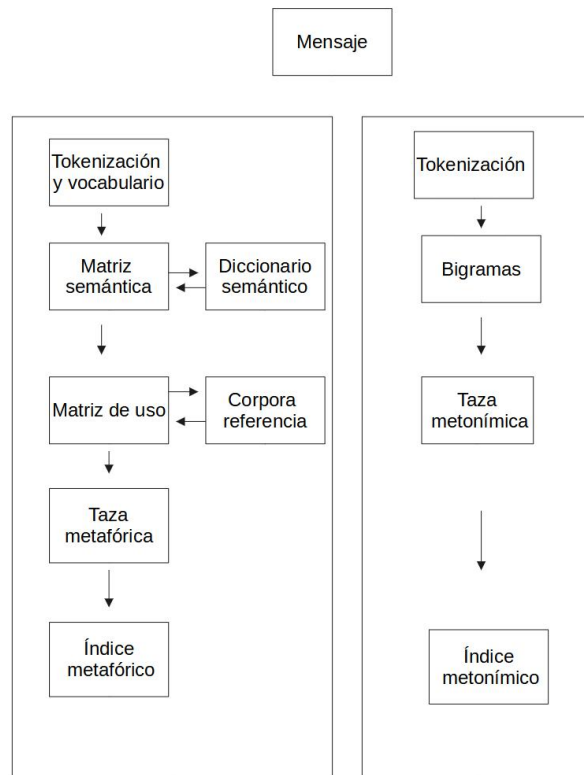 Mensaje
Tokenización
y vocabulario
Matriz
semántica
Diccionario
semántico
Matriz de uso
Corpora
referencia
Taza
metafórica
Índice
metafórico
Tokenización
Bigramas
Taza
metonímica
Índice
metonímico